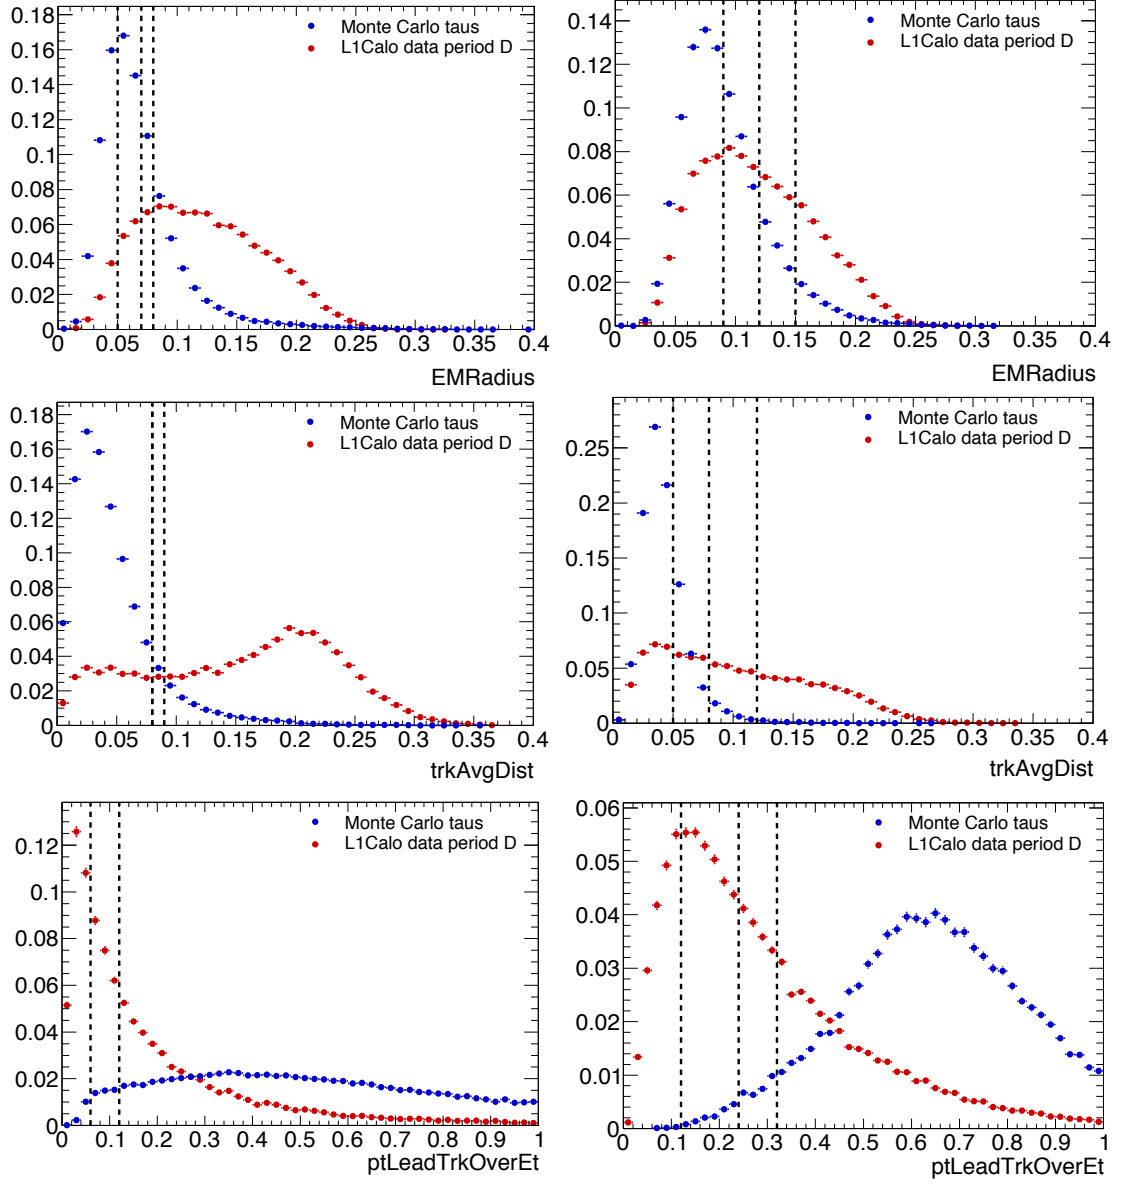 Monte Carlo taus
L1Calo data period D
0.18
0.16
0.14
0.12
0.1
0.08
0.06
0.04
0.02
0
0 0.05 0.1 0.15 0.2 0.25 0.3 0.35 0.4
EMRadius
Monte Carlo taus
L1Calo data period D
0.14
0.12
0.1
0.08
0.06
0.04
0.02
0
0 0.05 0.1 0.15 0.2 0.25 0.3 0.35 0.4
EMRadius
Monte Carlo taus
L1Calo data period D
0.18
0.16
0.14
0.12
0.1
0.08
0.06
0.04
0.02
0
0 0.05 0.1 0.15 0.2 0.25 0.3 0.35 0.4
trkAvgDist
Monte Carlo taus
L1Calo data period D
0.25
0.2
0.15
0.1
0.05
0
0 0.05 0.1 0.15 0.2 0.25 0.3 0.35 0.4
trkAvgDist
Monte Carlo taus
L1Calo data period D
0.12
0.1
0.08
0.06
0.04
0.02
0
0 0.1 0.2 0.3 0.4 0.5 0.6 0.7 0.8 0.9 1
ptLeadTrkOverEt
0.06
Monte Carlo taus
L1Calo data period D
0.05
0.04
0.03
0.02
0.01
0
0 0.1 0.2 0.3 0.4 0.5 0.6 0.7 0.8 0.9 1
ptLeadTrkOverEt